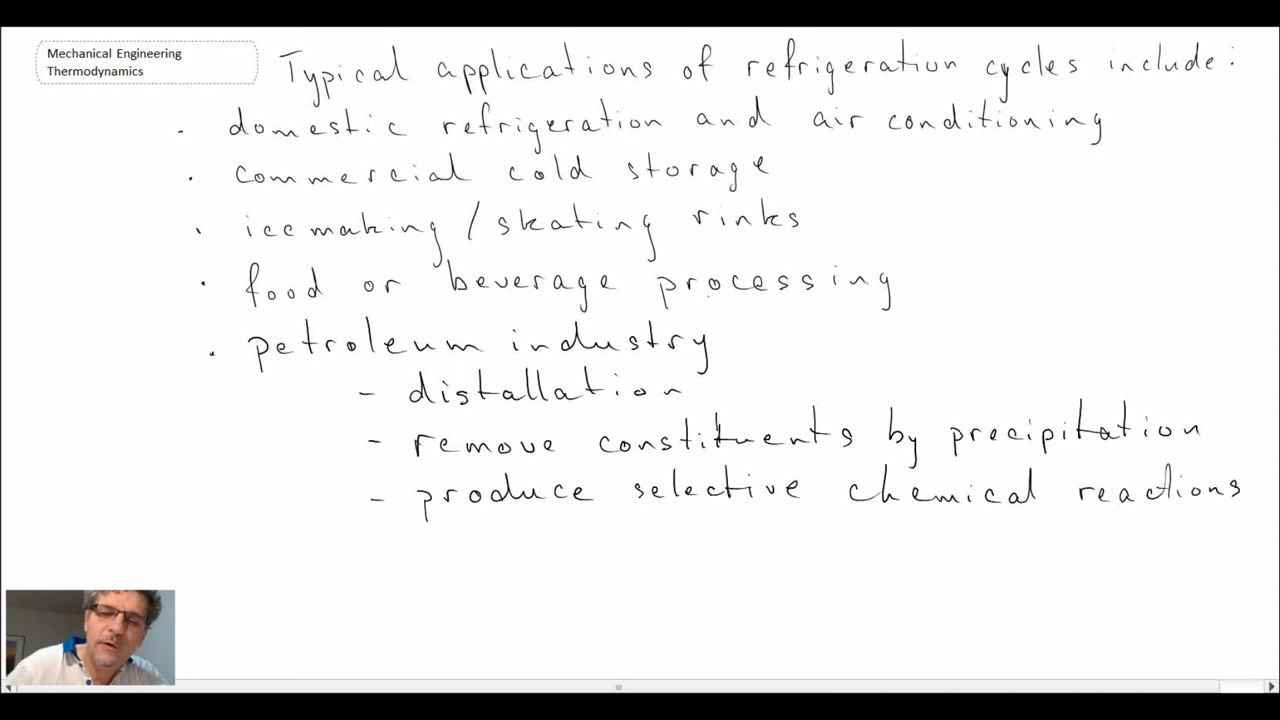 Mechanical Engineering
Thermodynamics
Typical applications of refrigeration cycles include:
· domestic refrigeration and air conditioning
· commercial cold storage
· icemaking / skating rinks
· food or beverage processing
· petroleum industry
- distallation
- remove constituents by precipitation
- produce selective chemical reactions